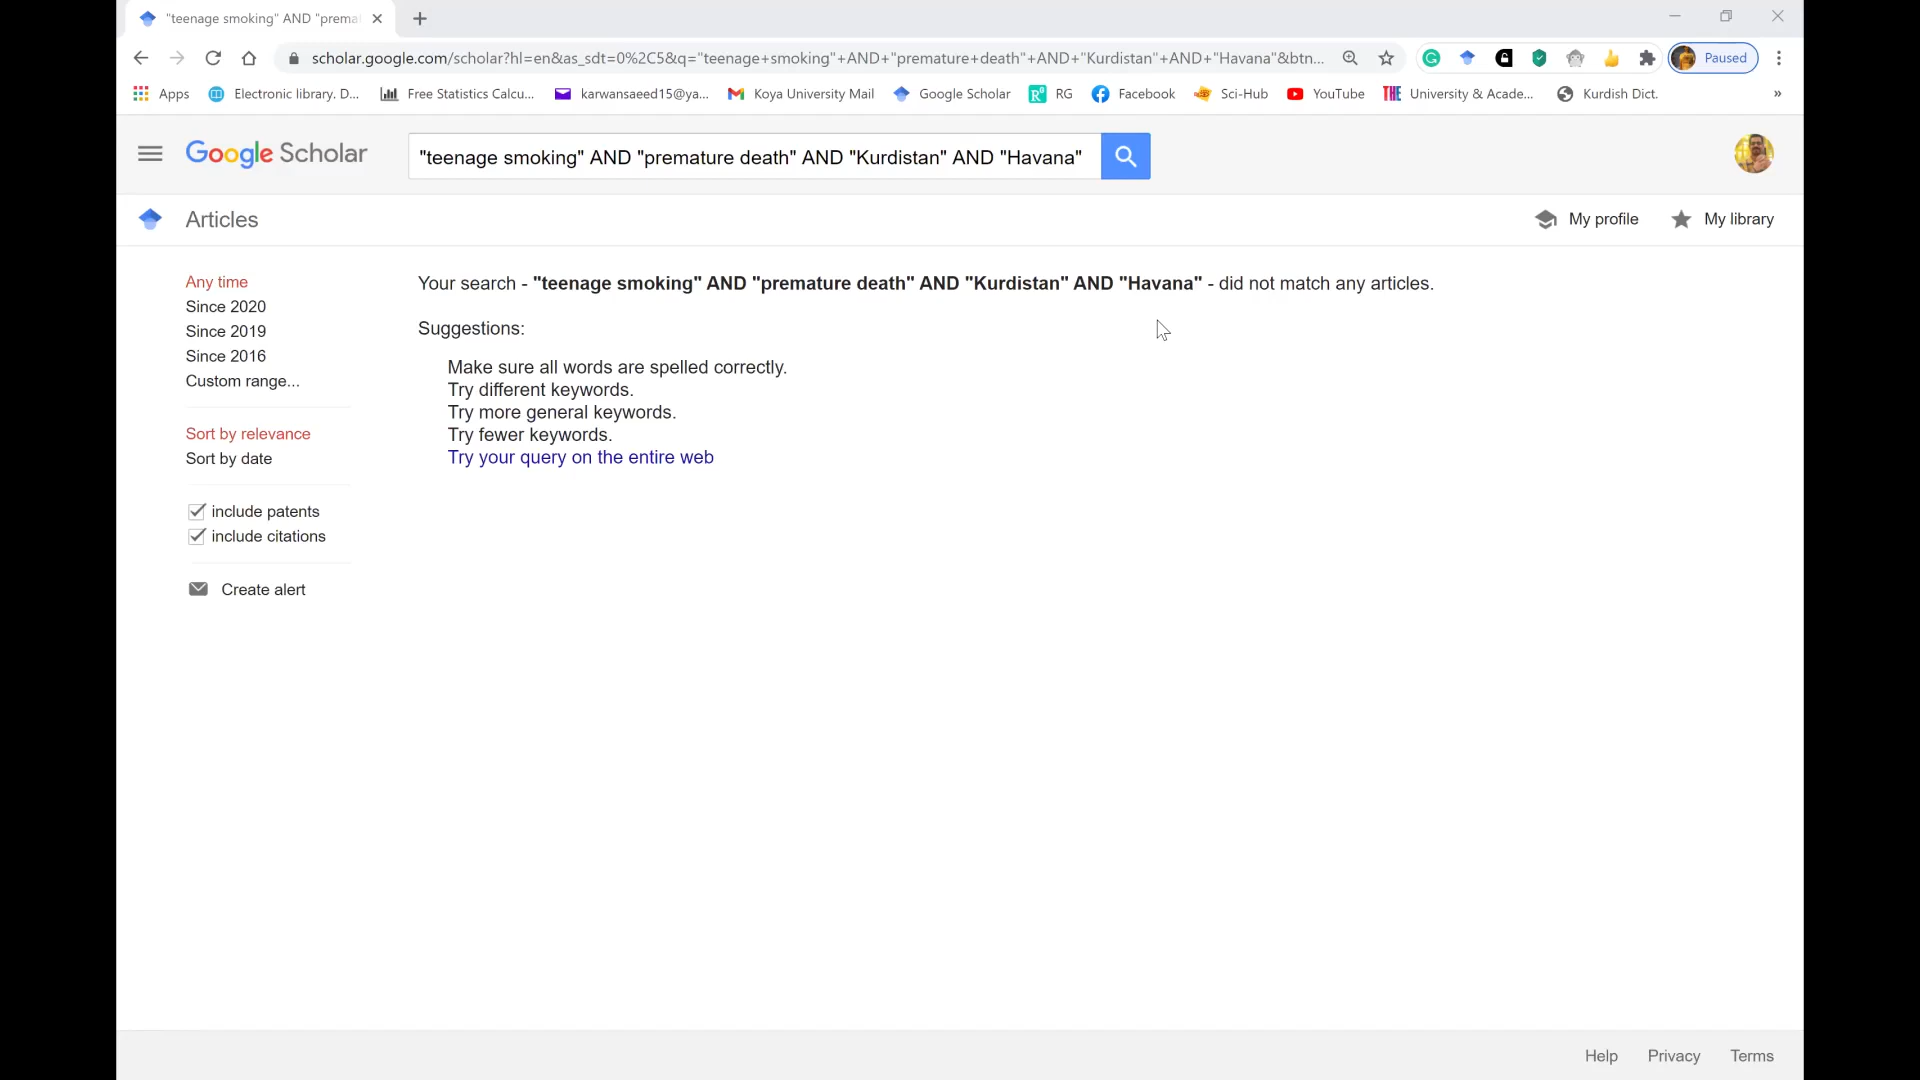 "teenage smoking" AND "prema
scholar.google.com/scholar?hl=en&as_sdt=0%2C5&q="teenage+smoking"+AND+"premature+death"+AND+"Kurdistan"+AND+"Havana"&btn...
Paused
Apps
Electronic library. D...
Free Statistics Calcu...
karwansaeed15@ya...
Koya University Mail
Google Scholar
RG
Facebook
Sci-Hub
YouTube
University & Acade...
Kurdish Dict.
»
Google Scholar
"teenage smoking" AND "premature death" AND "Kurdistan" AND "Havana"
Articles
My profile
My library
Any time
Since 2020
Since 2019
Since 2016
Custom range...
Sort by relevance
Sort by date
include patents
include citations
Create alert
Your search - "teenage smoking" AND "premature death" AND "Kurdistan" AND "Havana" - did not match any articles.
Suggestions:
Make sure all words are spelled correctly.
Try different keywords.
Try more general keywords.
Try fewer keywords.
Try your query on the entire web
Help
Privacy
Terms